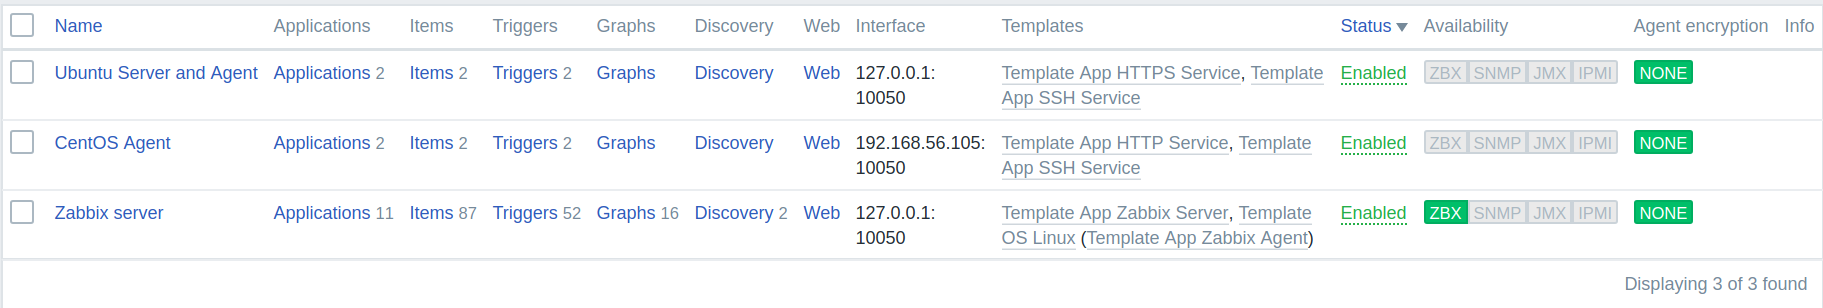 Name Applications Items Triggers Graphs Discovery Web Interface Templates Status Availability Agent encryption Info
Ubuntu Server and Agent Applications 2 Items 2 Triggers 2 Graphs Discovery Web 127.0.0.1: Template App HTTPS Service, Template Enabled ZBX SNMP JMX IPMI NONE
10050 App SSH Service
CentOS Agent Applications 2 Items 2 Triggers 2 Graphs Discovery Web 192.168.56.105: Template App HTTP Service, Template Enabled ZBX SNMP JMX IPMI NONE
10050 App SSH Service
Zabbix server Applications 11 Items 87 Triggers 52 Graphs 16 Discovery 2 Web 127.0.0.1: Template App Zabbix Server, Template Enabled ZBX SNMP JMX IPMI NONE
10050 OS Linux (Template App Zabbix Agent)
Displaying 3 of 3 found